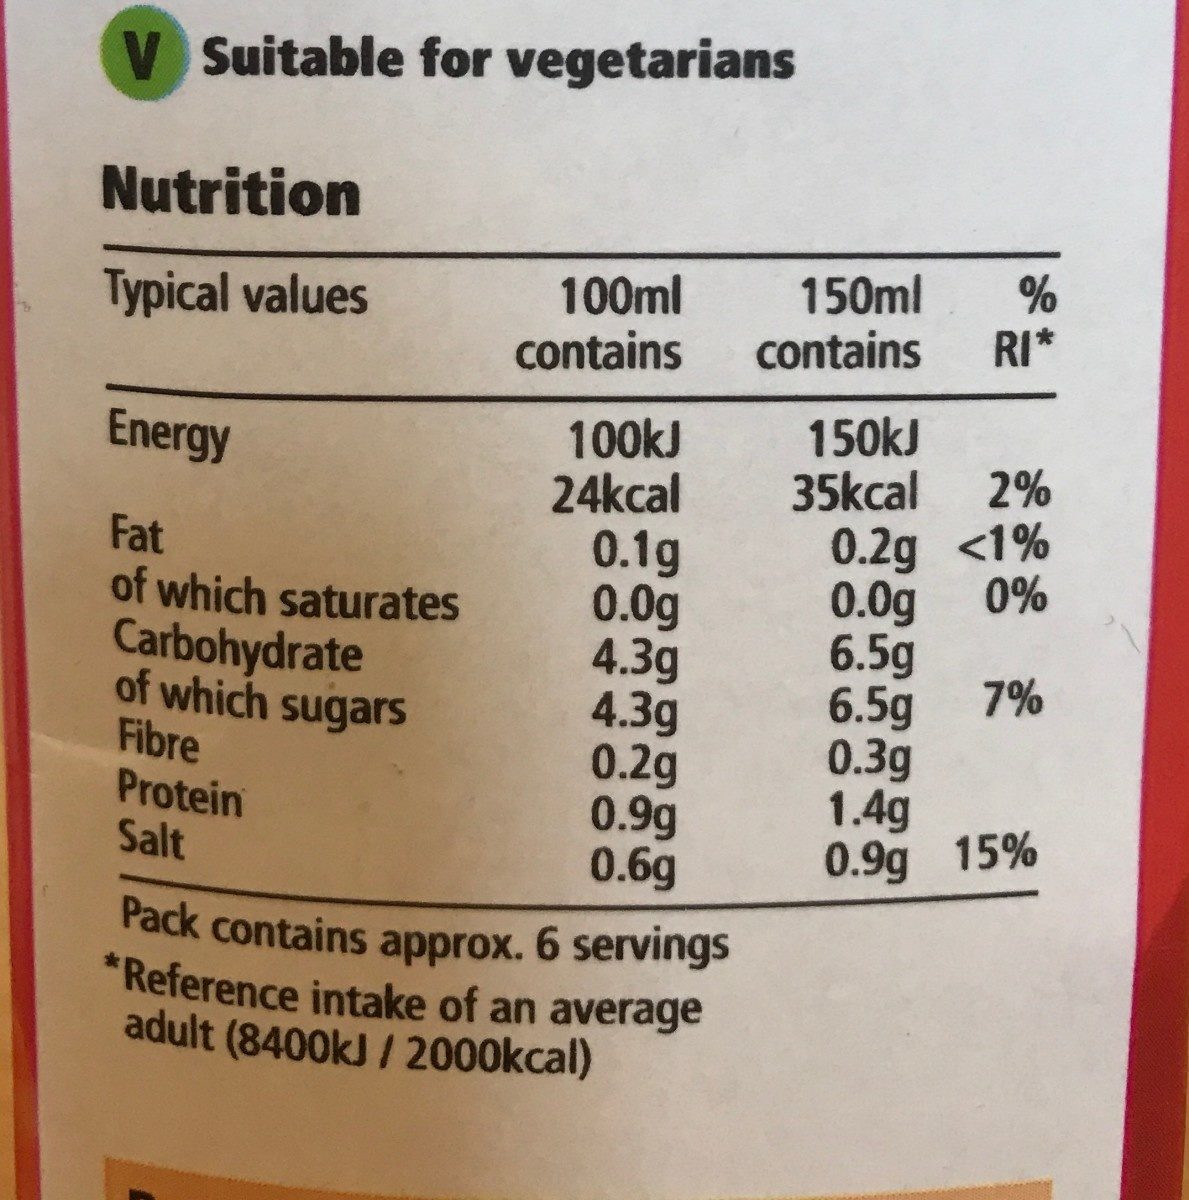 V Suitable for vegetarians
Nutrition
Typical values 100ml 150ml %
contains contains RI*
Energy 100kJ 150kJ
24kcal 35kcal 2%
Fat 0.1g 0.2g <1%
of which saturates 0.0g 0.0g 0%
Carbohydrate 4.3g 6.5g
of which sugars 4.3g 6.5g 7%
Fibre 0.2g 0.3g
Protein 0.9g 1.4g
Salt 0.6g 0.9g 15%
Pack contains approx. 6 servings
*Reference intake of an average
adult (8400kJ / 2000kcal)